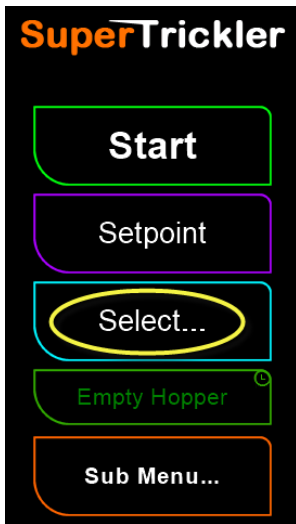 SuperTrickler
Start
Setpoint
Select...
Empty Hopper
Sub Menu...